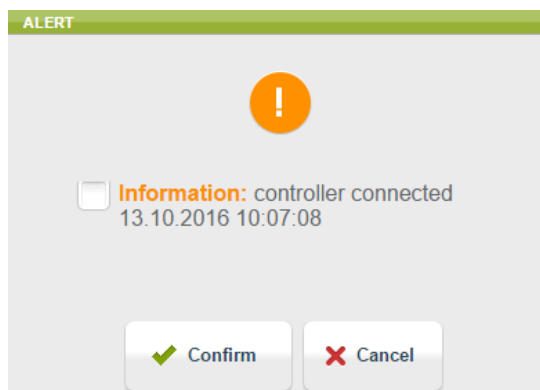 ALERT
!
Information: controller connected
13.10.2016 10:07:08
Confirm
Cancel